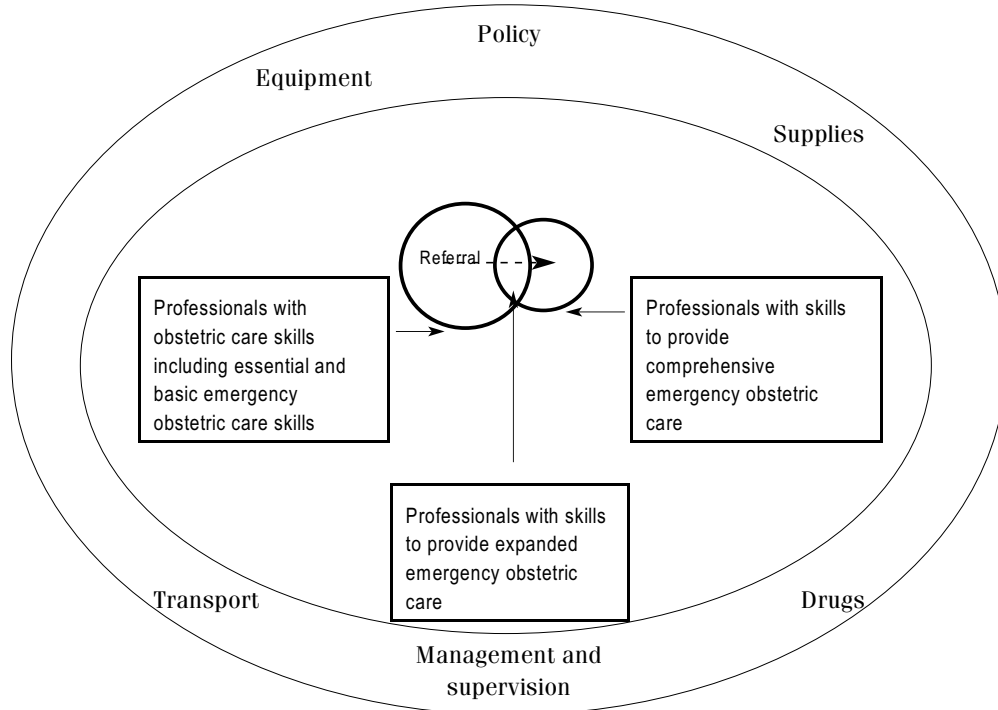 Policy
Equipment
Supplies
Referral
Professionals with
obstetric care skills
including essential and
basic emergency
obstetric care skills
Professionals with skills
to provide
comprehensive
emergency obstetric
care
Professionals with skills
to provide expanded
emergency obstetric
care
Transport
Drugs
Management and
supervision